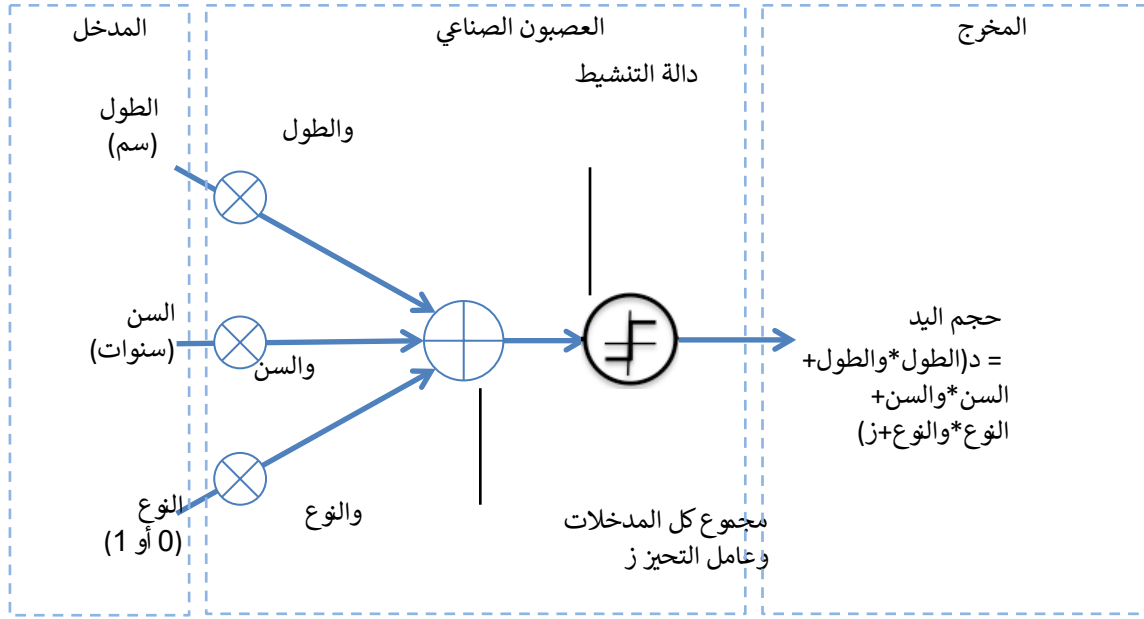 المدخل
العصبون الصناعي
المخرج
دالة التنشيط
الطول
(سم)
والطول
السن
(سنوات)
والسن
النوع
(0 أو 1)
والنوع
مجموع كل المدخلات
وعامل التحيز ز
حجم اليد
= د(الطول*والطول+
السن*والسن+
النوع*والنوع+ز)